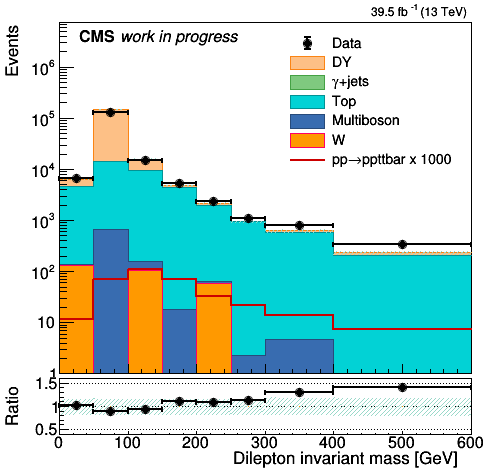 39.5 fb⁻¹ (13 TeV)
CMS work in progress
Events
Data
DY
γ+jets
Top
Multiboson
W
pp→ppttbar x 1000
10⁶
10⁵
10⁴
10³
10²
10
1
Ratio
1.5
1
0.5
0 100 200 300 400 500 600
Dilepton invariant mass [GeV]